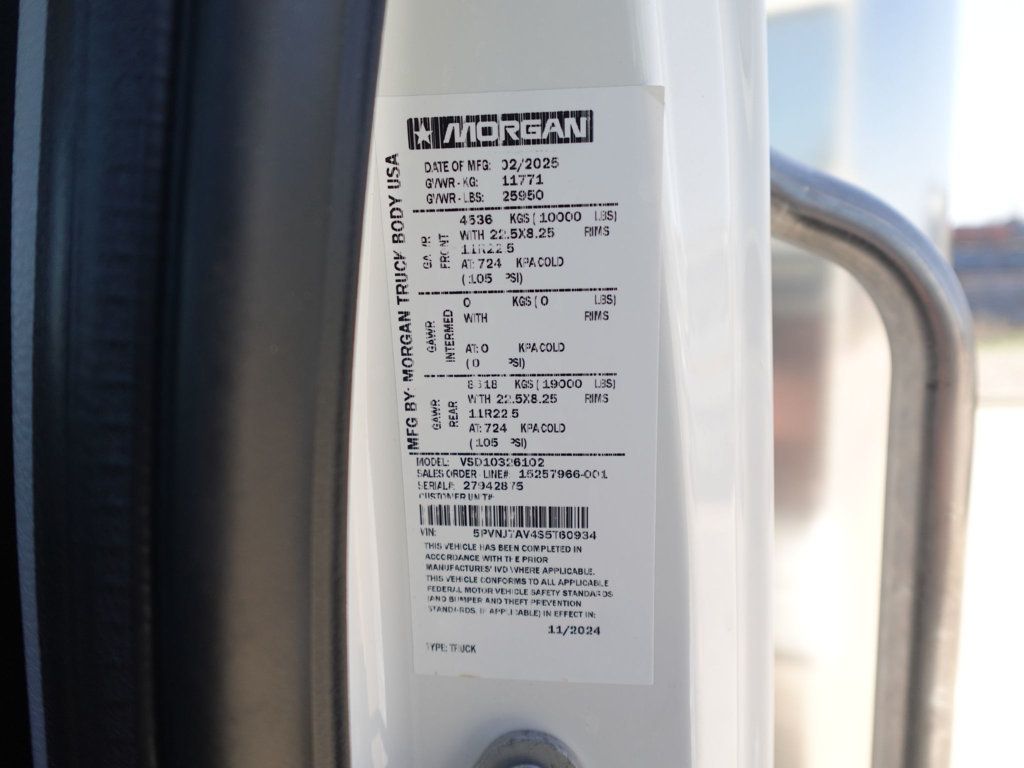 MORGAN
MFG BY: MORGAN TRUCK BODY USA
DATE OF MFG: 02/2025
GVWR - KG: 11771
GVWR - LBS: 25950
GAWR FRONT
4536 KGS ( 10000 LBS)
WITH 22.5X8.25 RIMS
11R22.5
AT: 724 KPA COLD
( 105 PSI)
GAWR INTERMED
0 KGS ( 0 LBS)
WITH RIMS
AT: 0 KPA COLD
( 0 PSI)
GAWR REAR
8618 KGS ( 19000 LBS)
WITH 22.5X8.25 RIMS
11R22.5
AT: 724 KPA COLD
( 105 PSI)
MODEL: VSD10326102
SALES ORDER - LINE#: 15257966-001
SERIAL#: 27942875
CUSTOMER UNIT#:
VIN: 5PVNJ7AV4S5T60934
THIS VEHICLE HAS BEEN COMPLETED IN
ACCORDANCE WITH THE PRIOR
MANUFACTURES' IVD WHERE APPLICABLE.
THIS VEHICLE CONFORMS TO ALL APPLICABLE
FEDERAL MOTOR VEHICLE SAFETY STANDARDS
(AND BUMPER AND THEFT PREVENTION
STANDARDS, IF APPLICABLE) IN EFFECT IN:
11/2024
TYPE: TRUCK